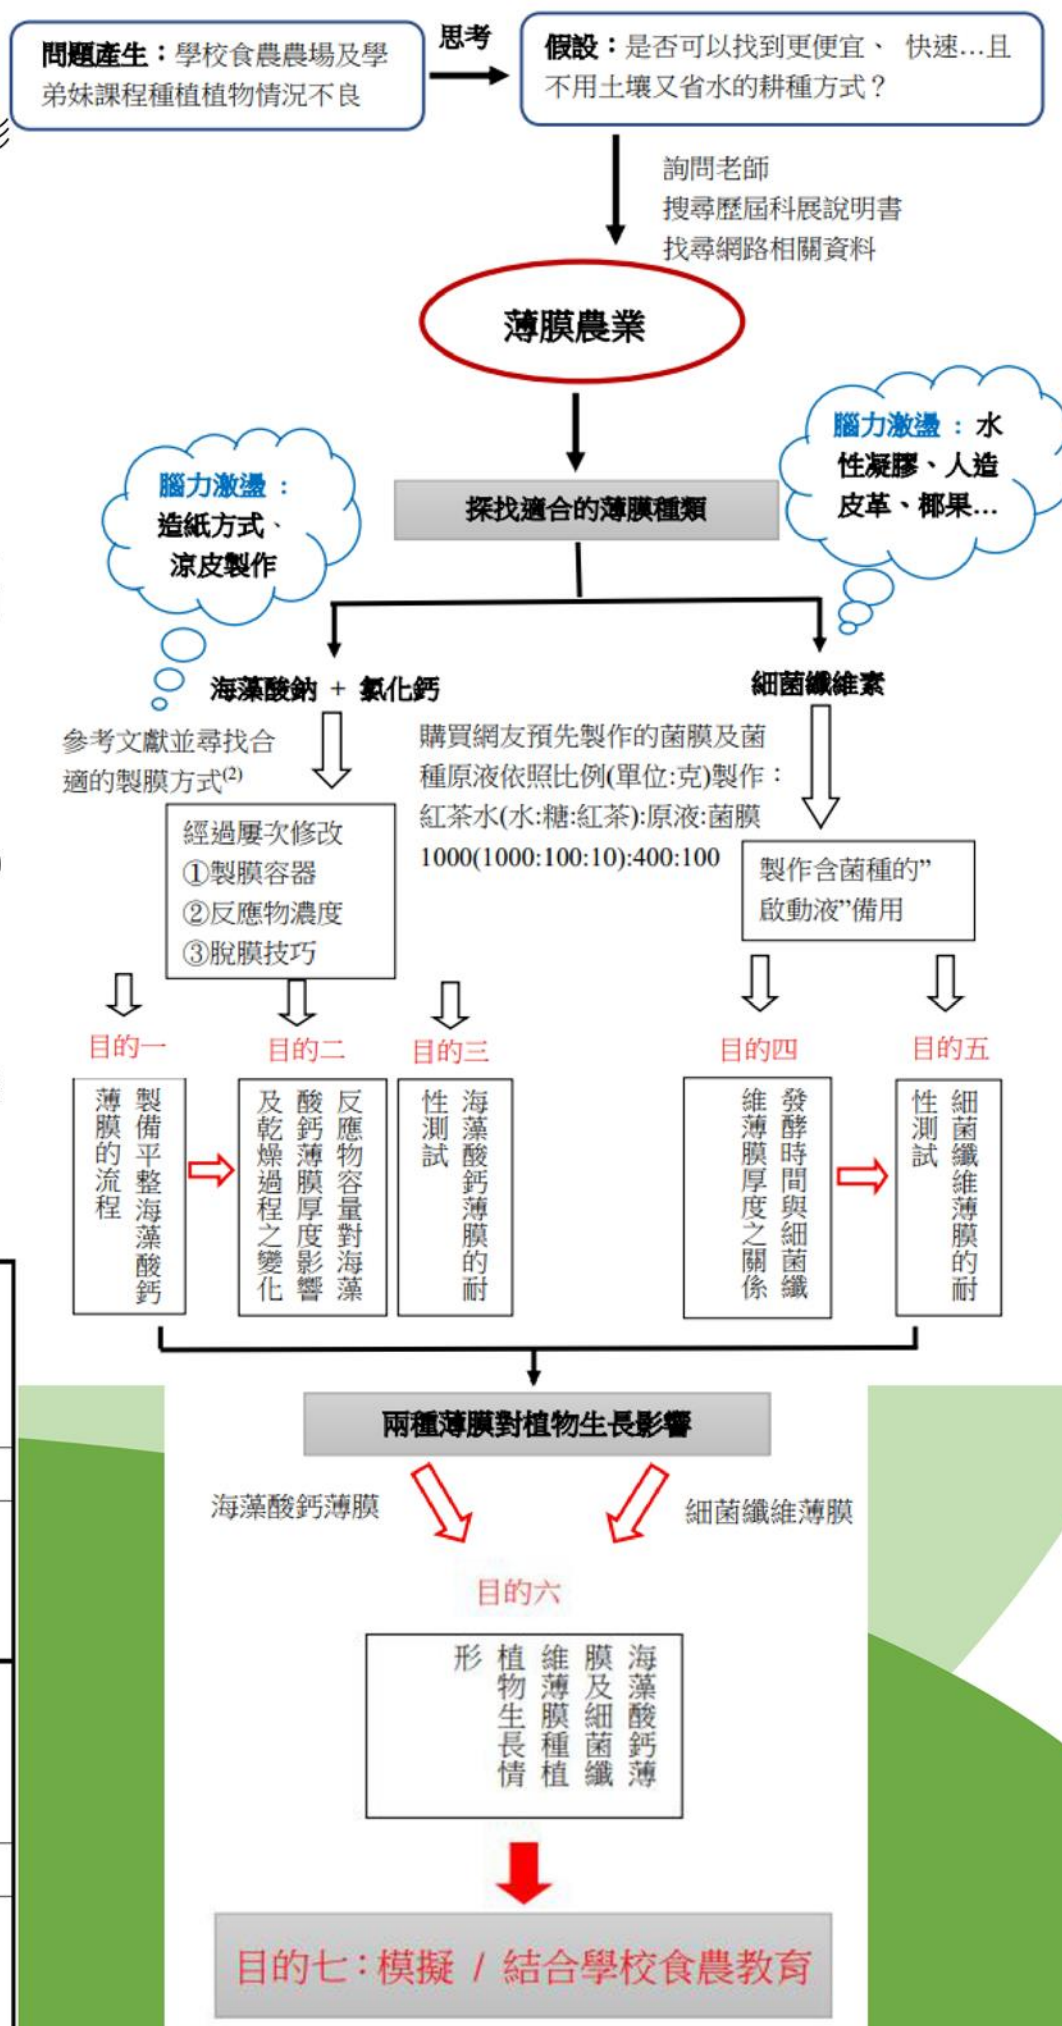 問題產生：學校食農農場及學
弟妹課程種植植物情況不良
思考
假設：是否可以找到更便宜、 快速…且
不用土壤又省水的耕種方式？
詢問老師
搜尋歷屆科展說明書
找尋網路相關資料
薄膜農業
腦力激盪：
造紙方式、
涼皮製作
探找適合的薄膜種類
腦力激盪：水
性凝膠、人造
皮革、椰果…
海藻酸鈉 + 氯化鈣
細菌纖維素
參考文獻並尋找合
適的製膜方式(2)
購買網友預先製作的菌膜及菌
種原液依照比例(單位:克)製作：
紅茶水(水:糖:紅茶):原液:菌膜
1000(1000:100:10):400:100
經過屢次修改
①製膜容器
②反應物濃度
③脫膜技巧
製作含菌種的”
啟動液”備用
目的一
製備平整海藻酸鈣
薄膜的流程
目的二
反應物容量對海藻
酸鈣薄膜厚度影響
及乾燥過程之變化
目的三
海藻酸鈣薄膜的耐
性測試
目的四
發酵時間與細菌纖
維薄膜厚度之關係
目的五
細菌纖維薄膜的耐
性測試
兩種薄膜對植物生長影響
海藻酸鈣薄膜
細菌纖維薄膜
目的六
海藻酸鈣薄
膜及細菌纖
維薄膜種植
植物生長情
形
目的七：模擬 / 結合學校食農教育